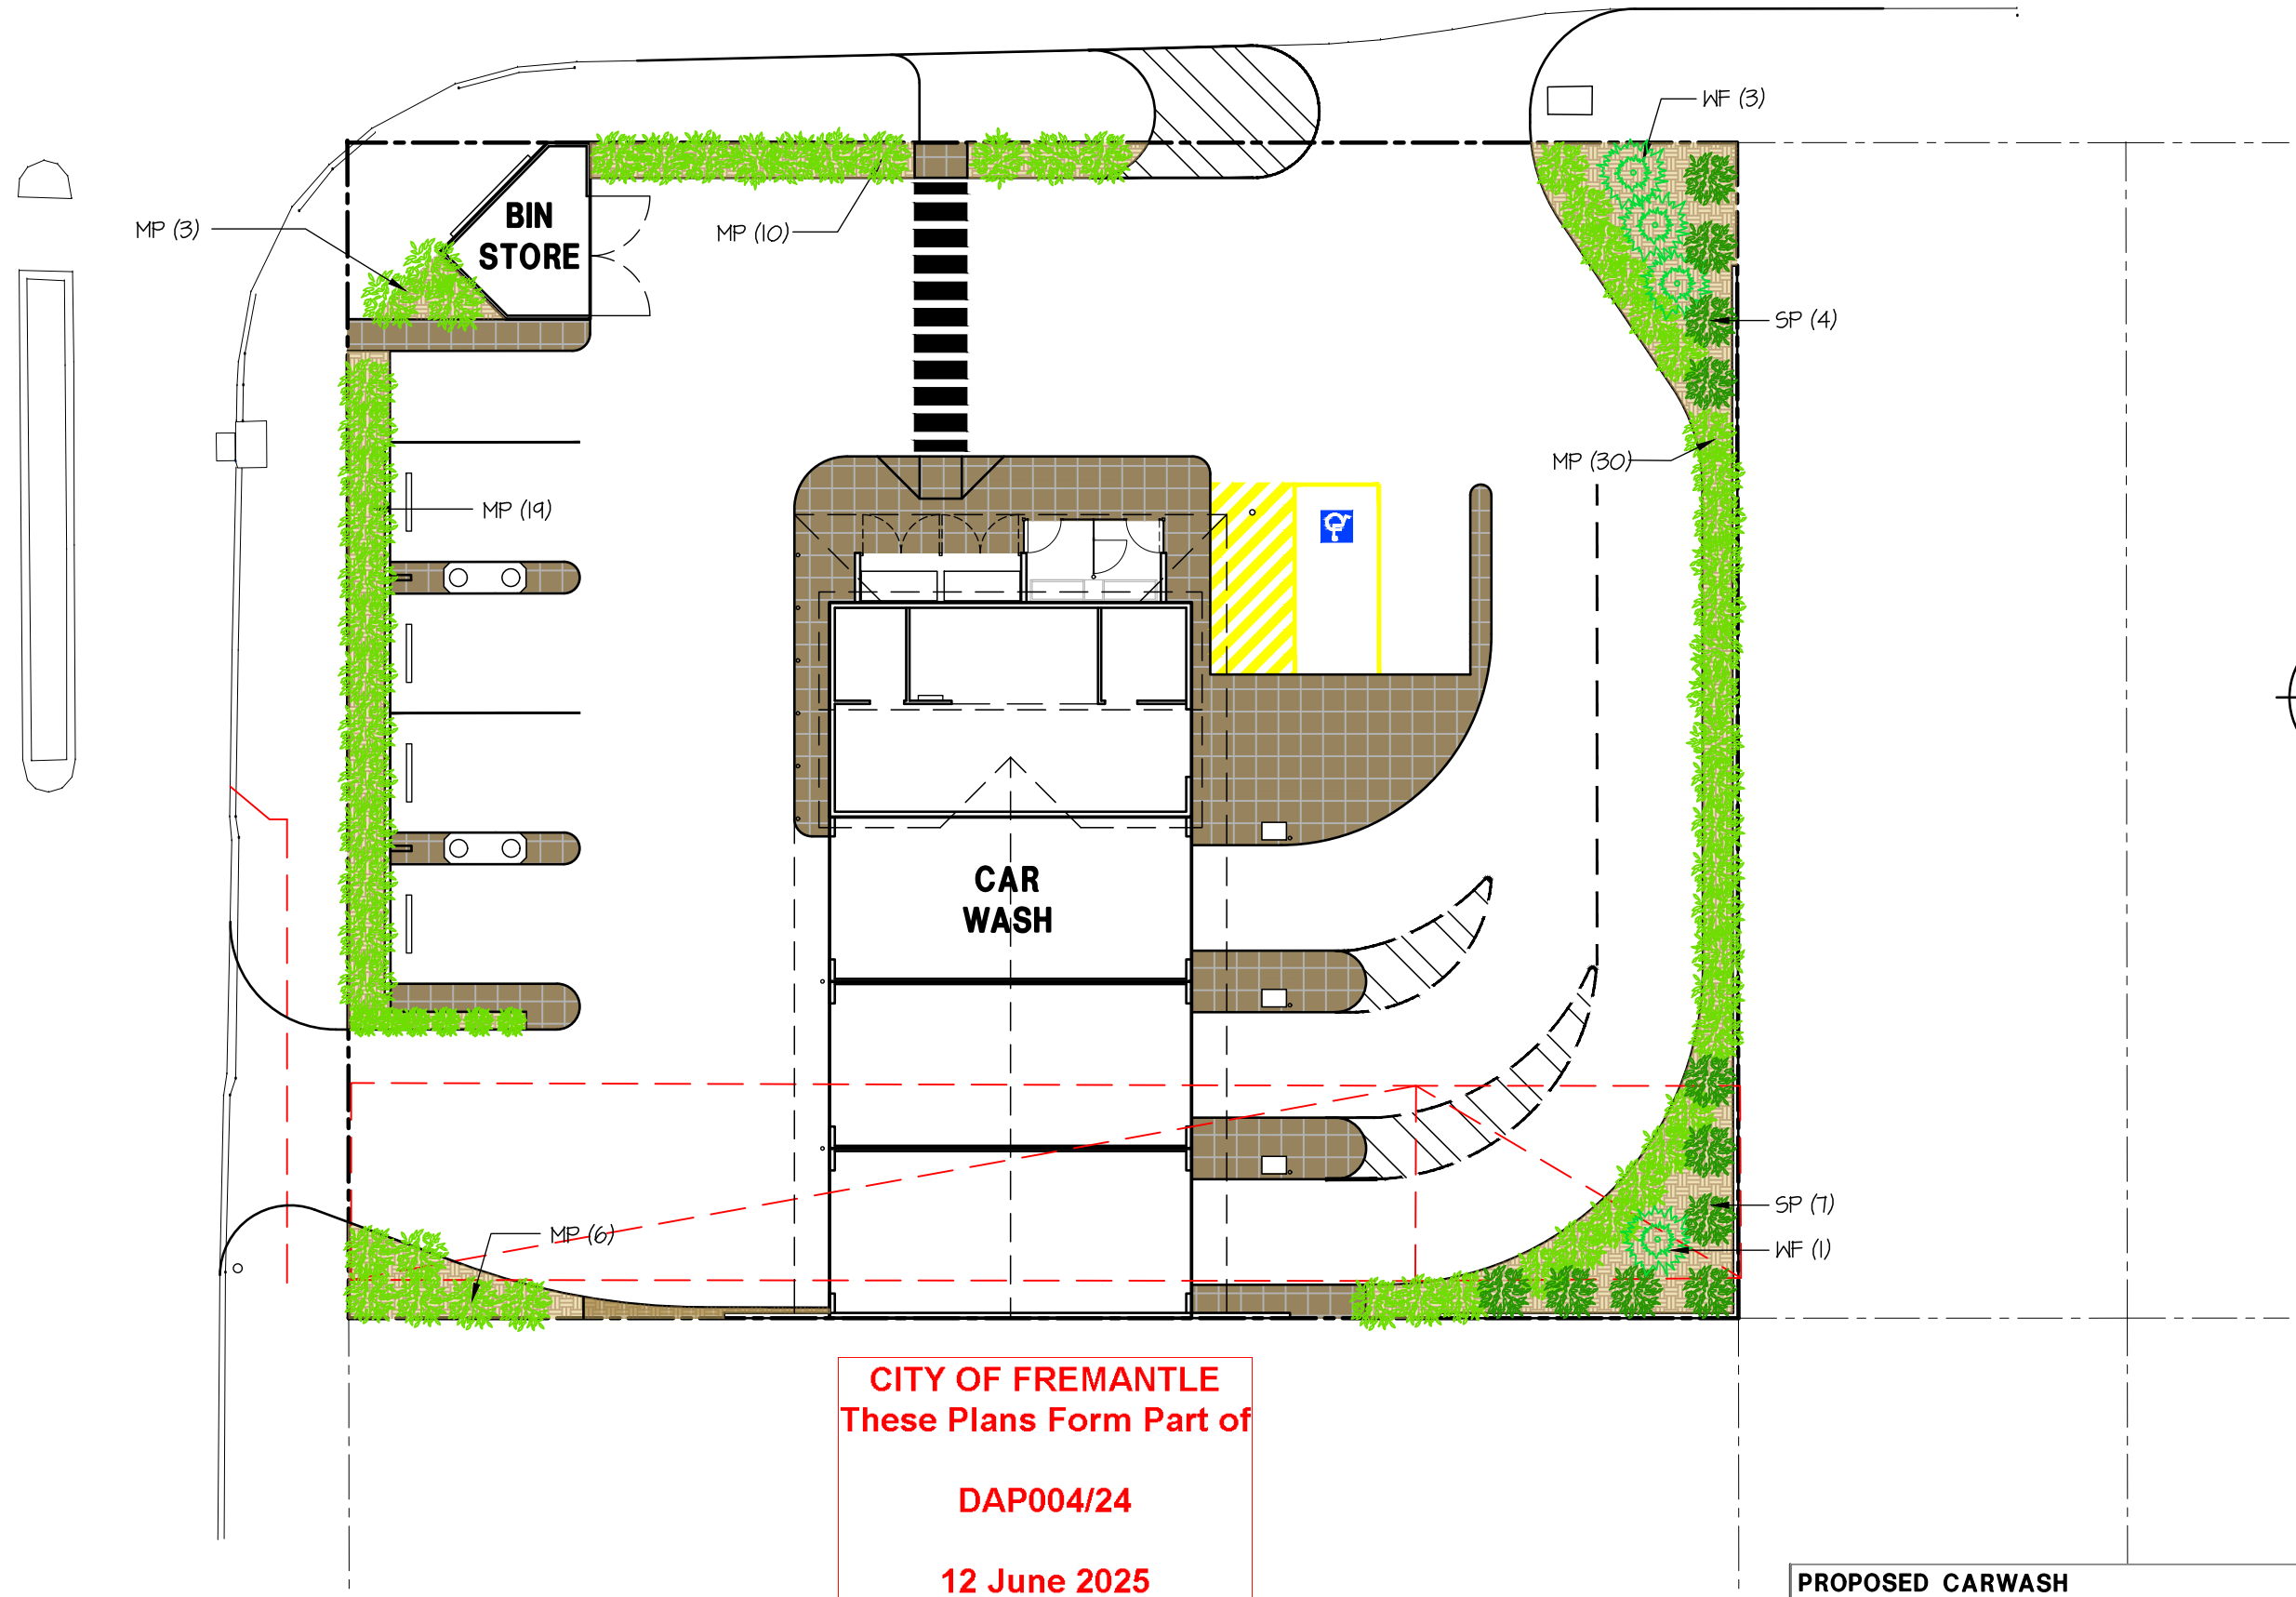 WF (3)
MP (3)
BIN
STORE
MP (10)
SP (4)
MP (30)
MP (19)
CAR
WASH
SP (7)
MP (6)
WF (1)
CITY OF FREMANTLE
These Plans Form Part of
DAP004/24
12 June 2025
PROPOSED CARWASH